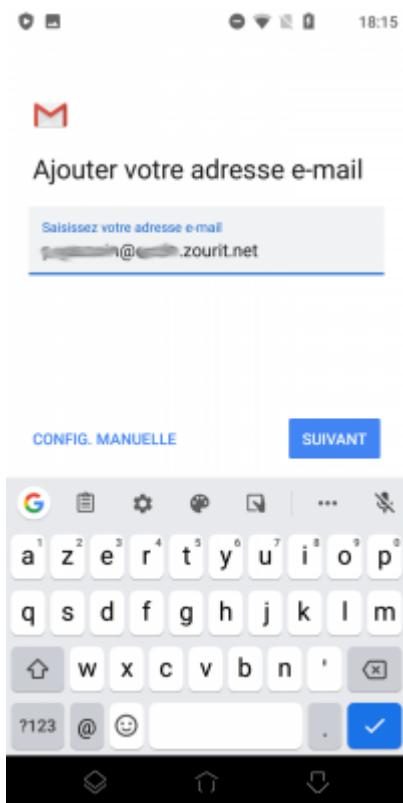 18:15
Ajouter votre adresse e-mail
Saisissez votre adresse e-mail
@ .zourit.net
CONFIG. MANUELLE
SUIVANT
G
a 1 z 2 e 3 r 4 t 5 y 6 u 7 i 8 o 9 p 0
q s d f g h j k l m
w x c v b n '
?123 @ .